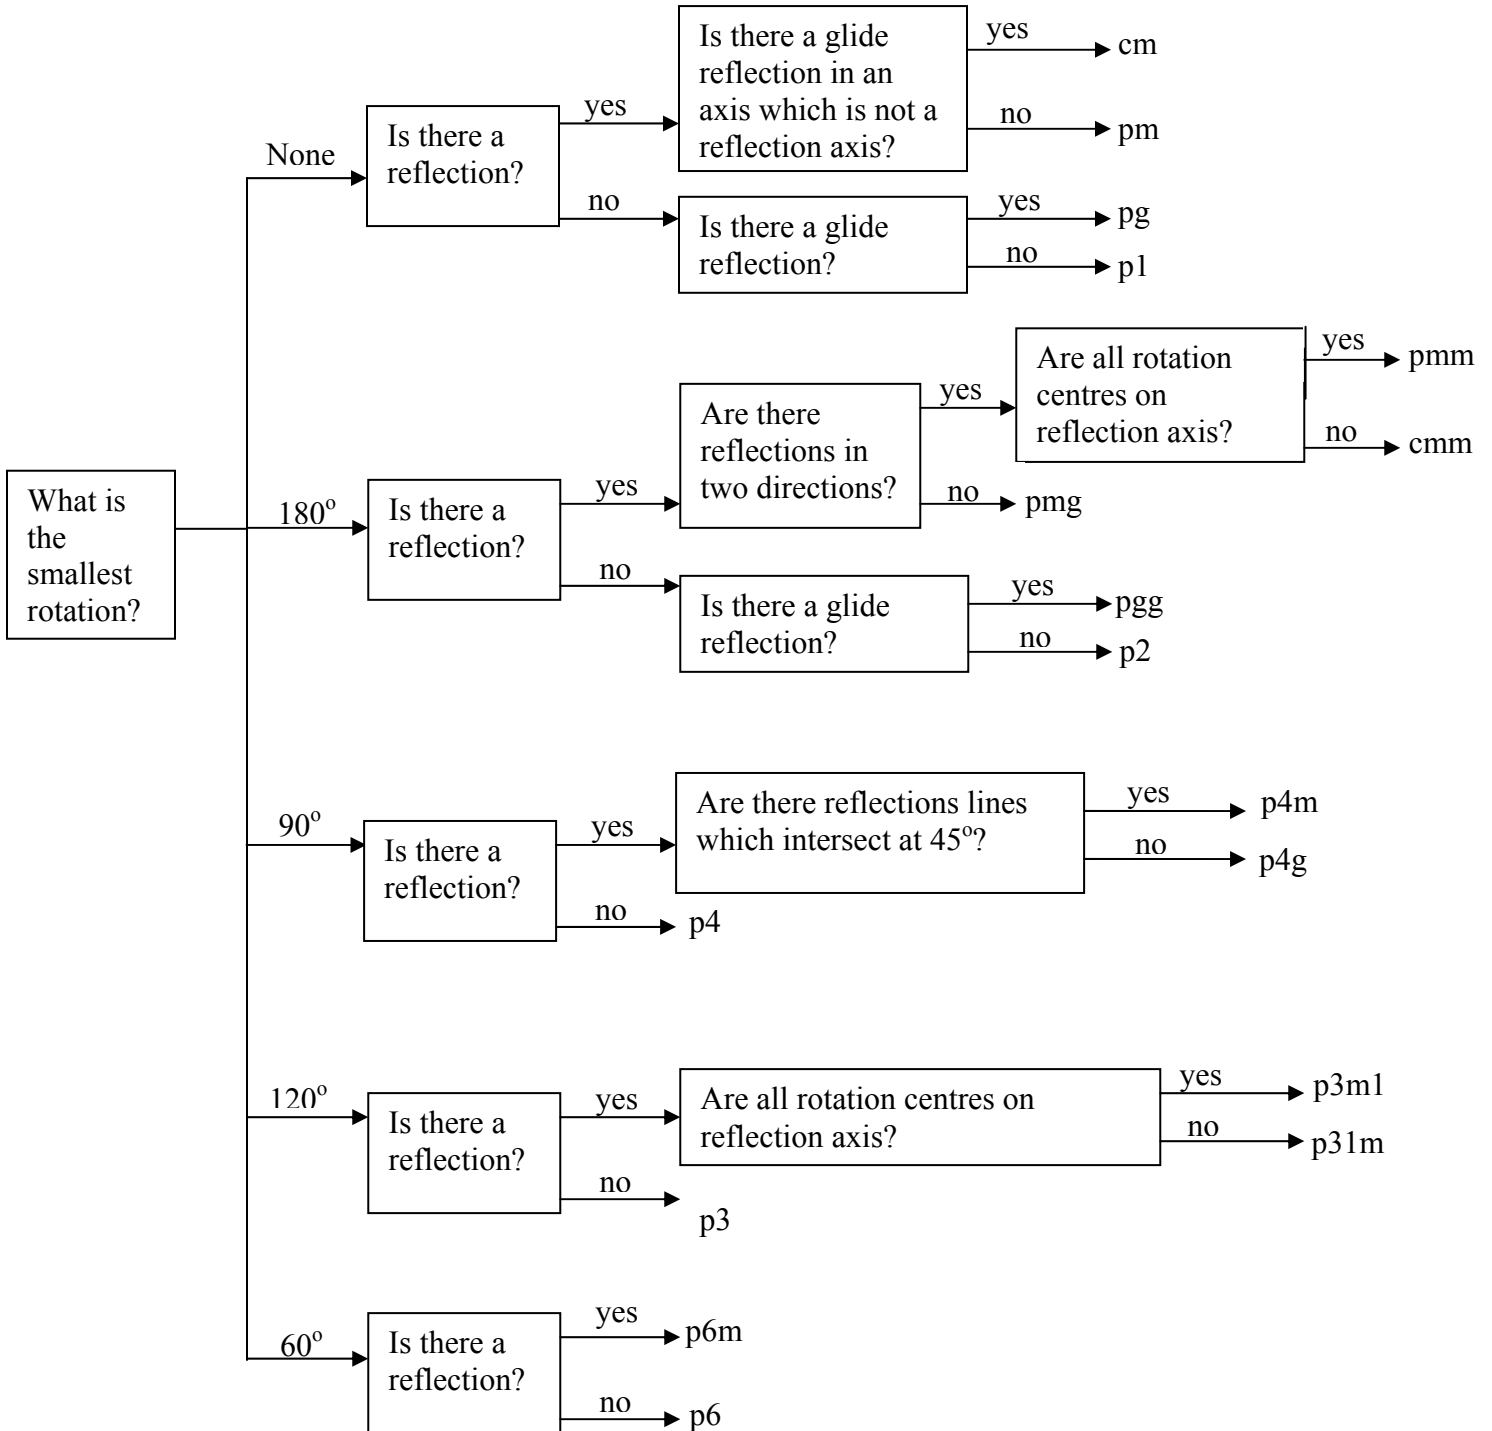 What is
the
smallest
rotation?
None
Is there a
reflection?
yes
Is there a glide
reflection in an
axis which is not a
reflection axis?
yes
cm
no
pm
no
Is there a glide
reflection?
yes
pg
no
p1
180°
Is there a
reflection?
yes
Are there
reflections in
two directions?
yes
Are all rotation
centres on
reflection axis?
yes
pmm
no
cmm
no
pmg
no
Is there a glide
reflection?
yes
pgg
no
p2
90°
Is there a
reflection?
yes
Are there reflections lines
which intersect at 45°?
yes
p4m
no
p4g
no
p4
120°
Is there a
reflection?
yes
Are all rotation centres on
reflection axis?
yes
p3m1
no
p31m
no
p3
60°
Is there a
reflection?
yes
p6m
no
p6